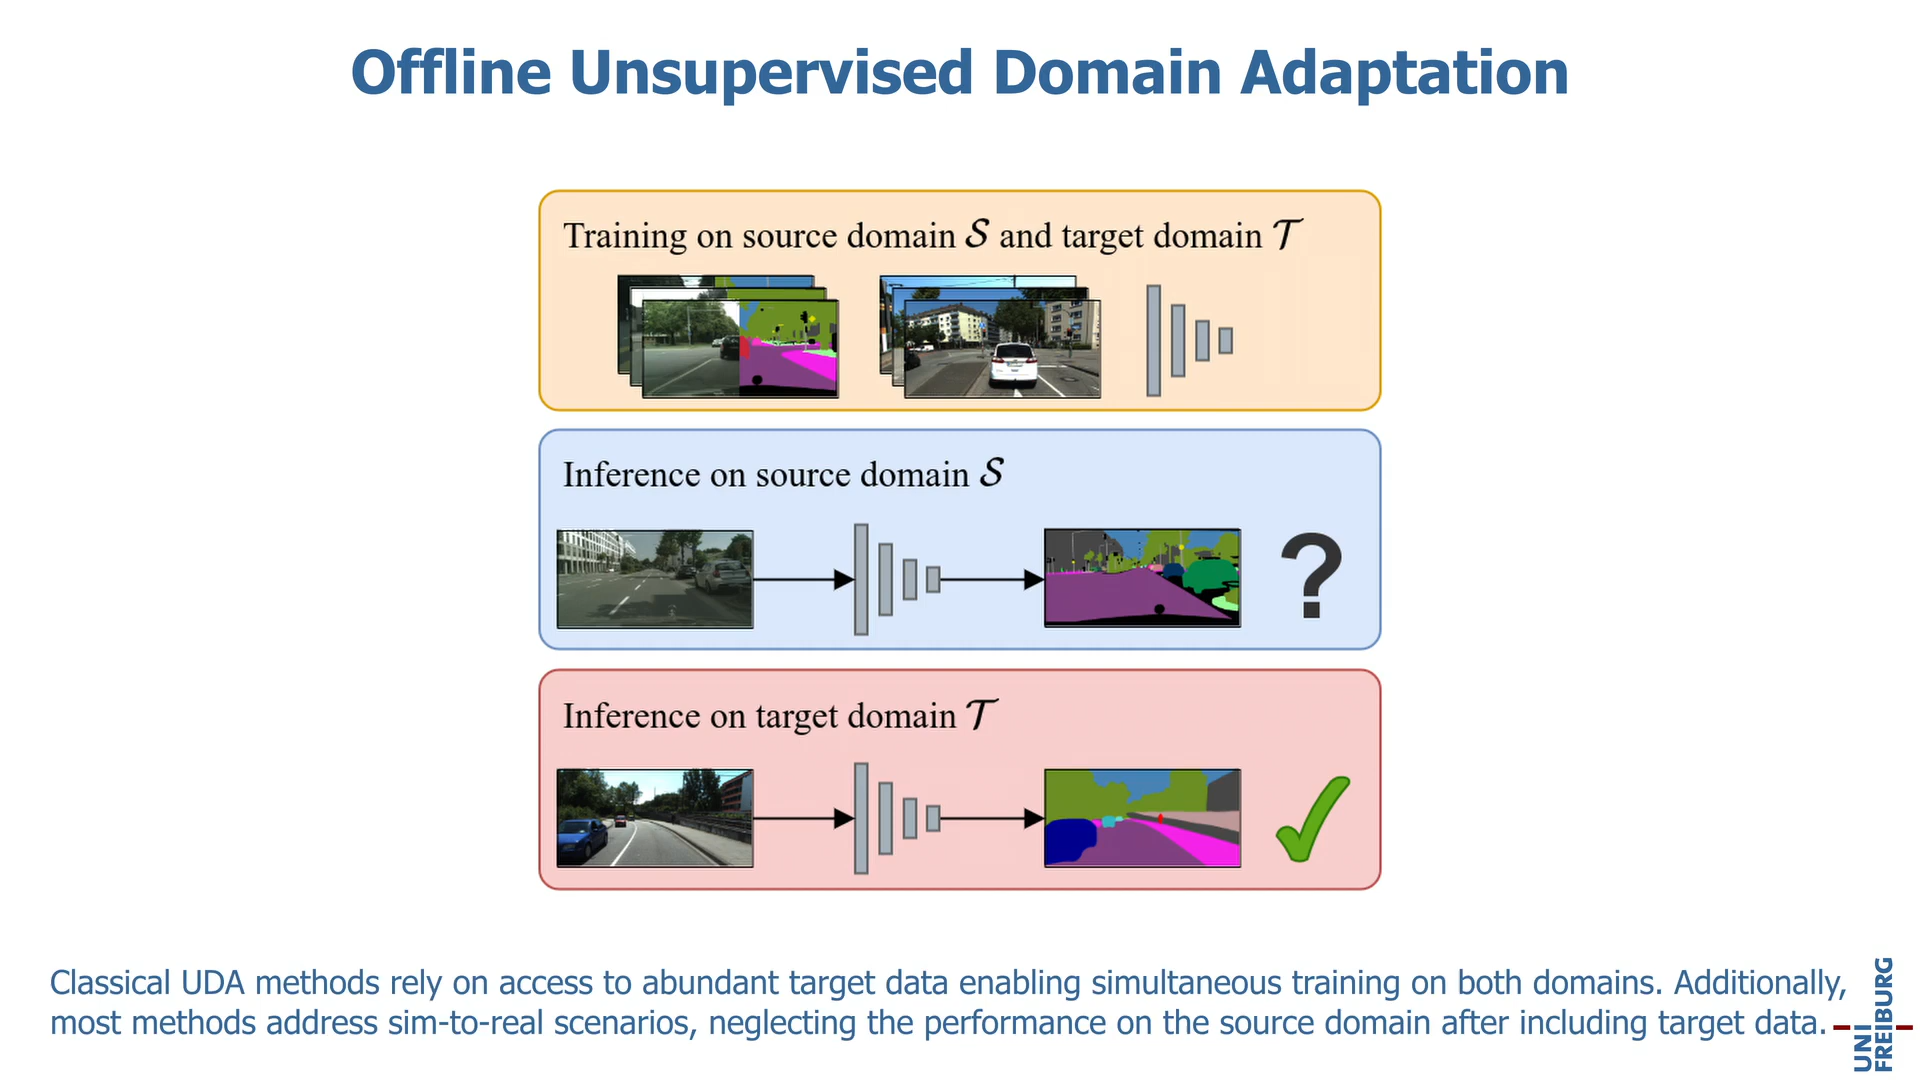 Offline Unsupervised Domain Adaptation
Training on source domain 𝒮 and target domain 𝒯
Inference on source domain 𝒮
?
Inference on target domain 𝒯
Classical UDA methods rely on access to abundant target data enabling simultaneous training on both domains. Additionally,
most methods address sim-to-real scenarios, neglecting the performance on the source domain after including target data.
UNI
FREIBURG